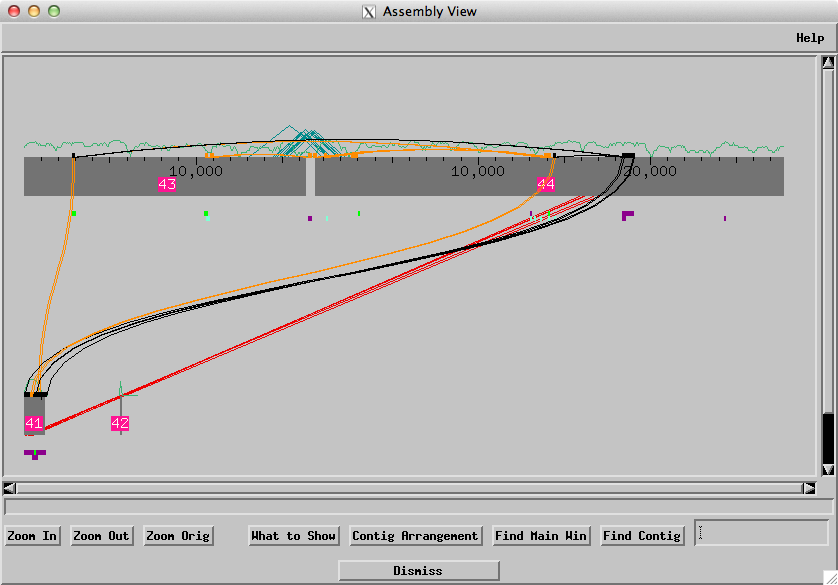 X Assembly View
Help
10,000 10,000 20,000
43 44
41 42
Zoom In Zoom Out Zoom Orig What to Show Contig Arrangement Find Main Win Find Contig
Dismiss